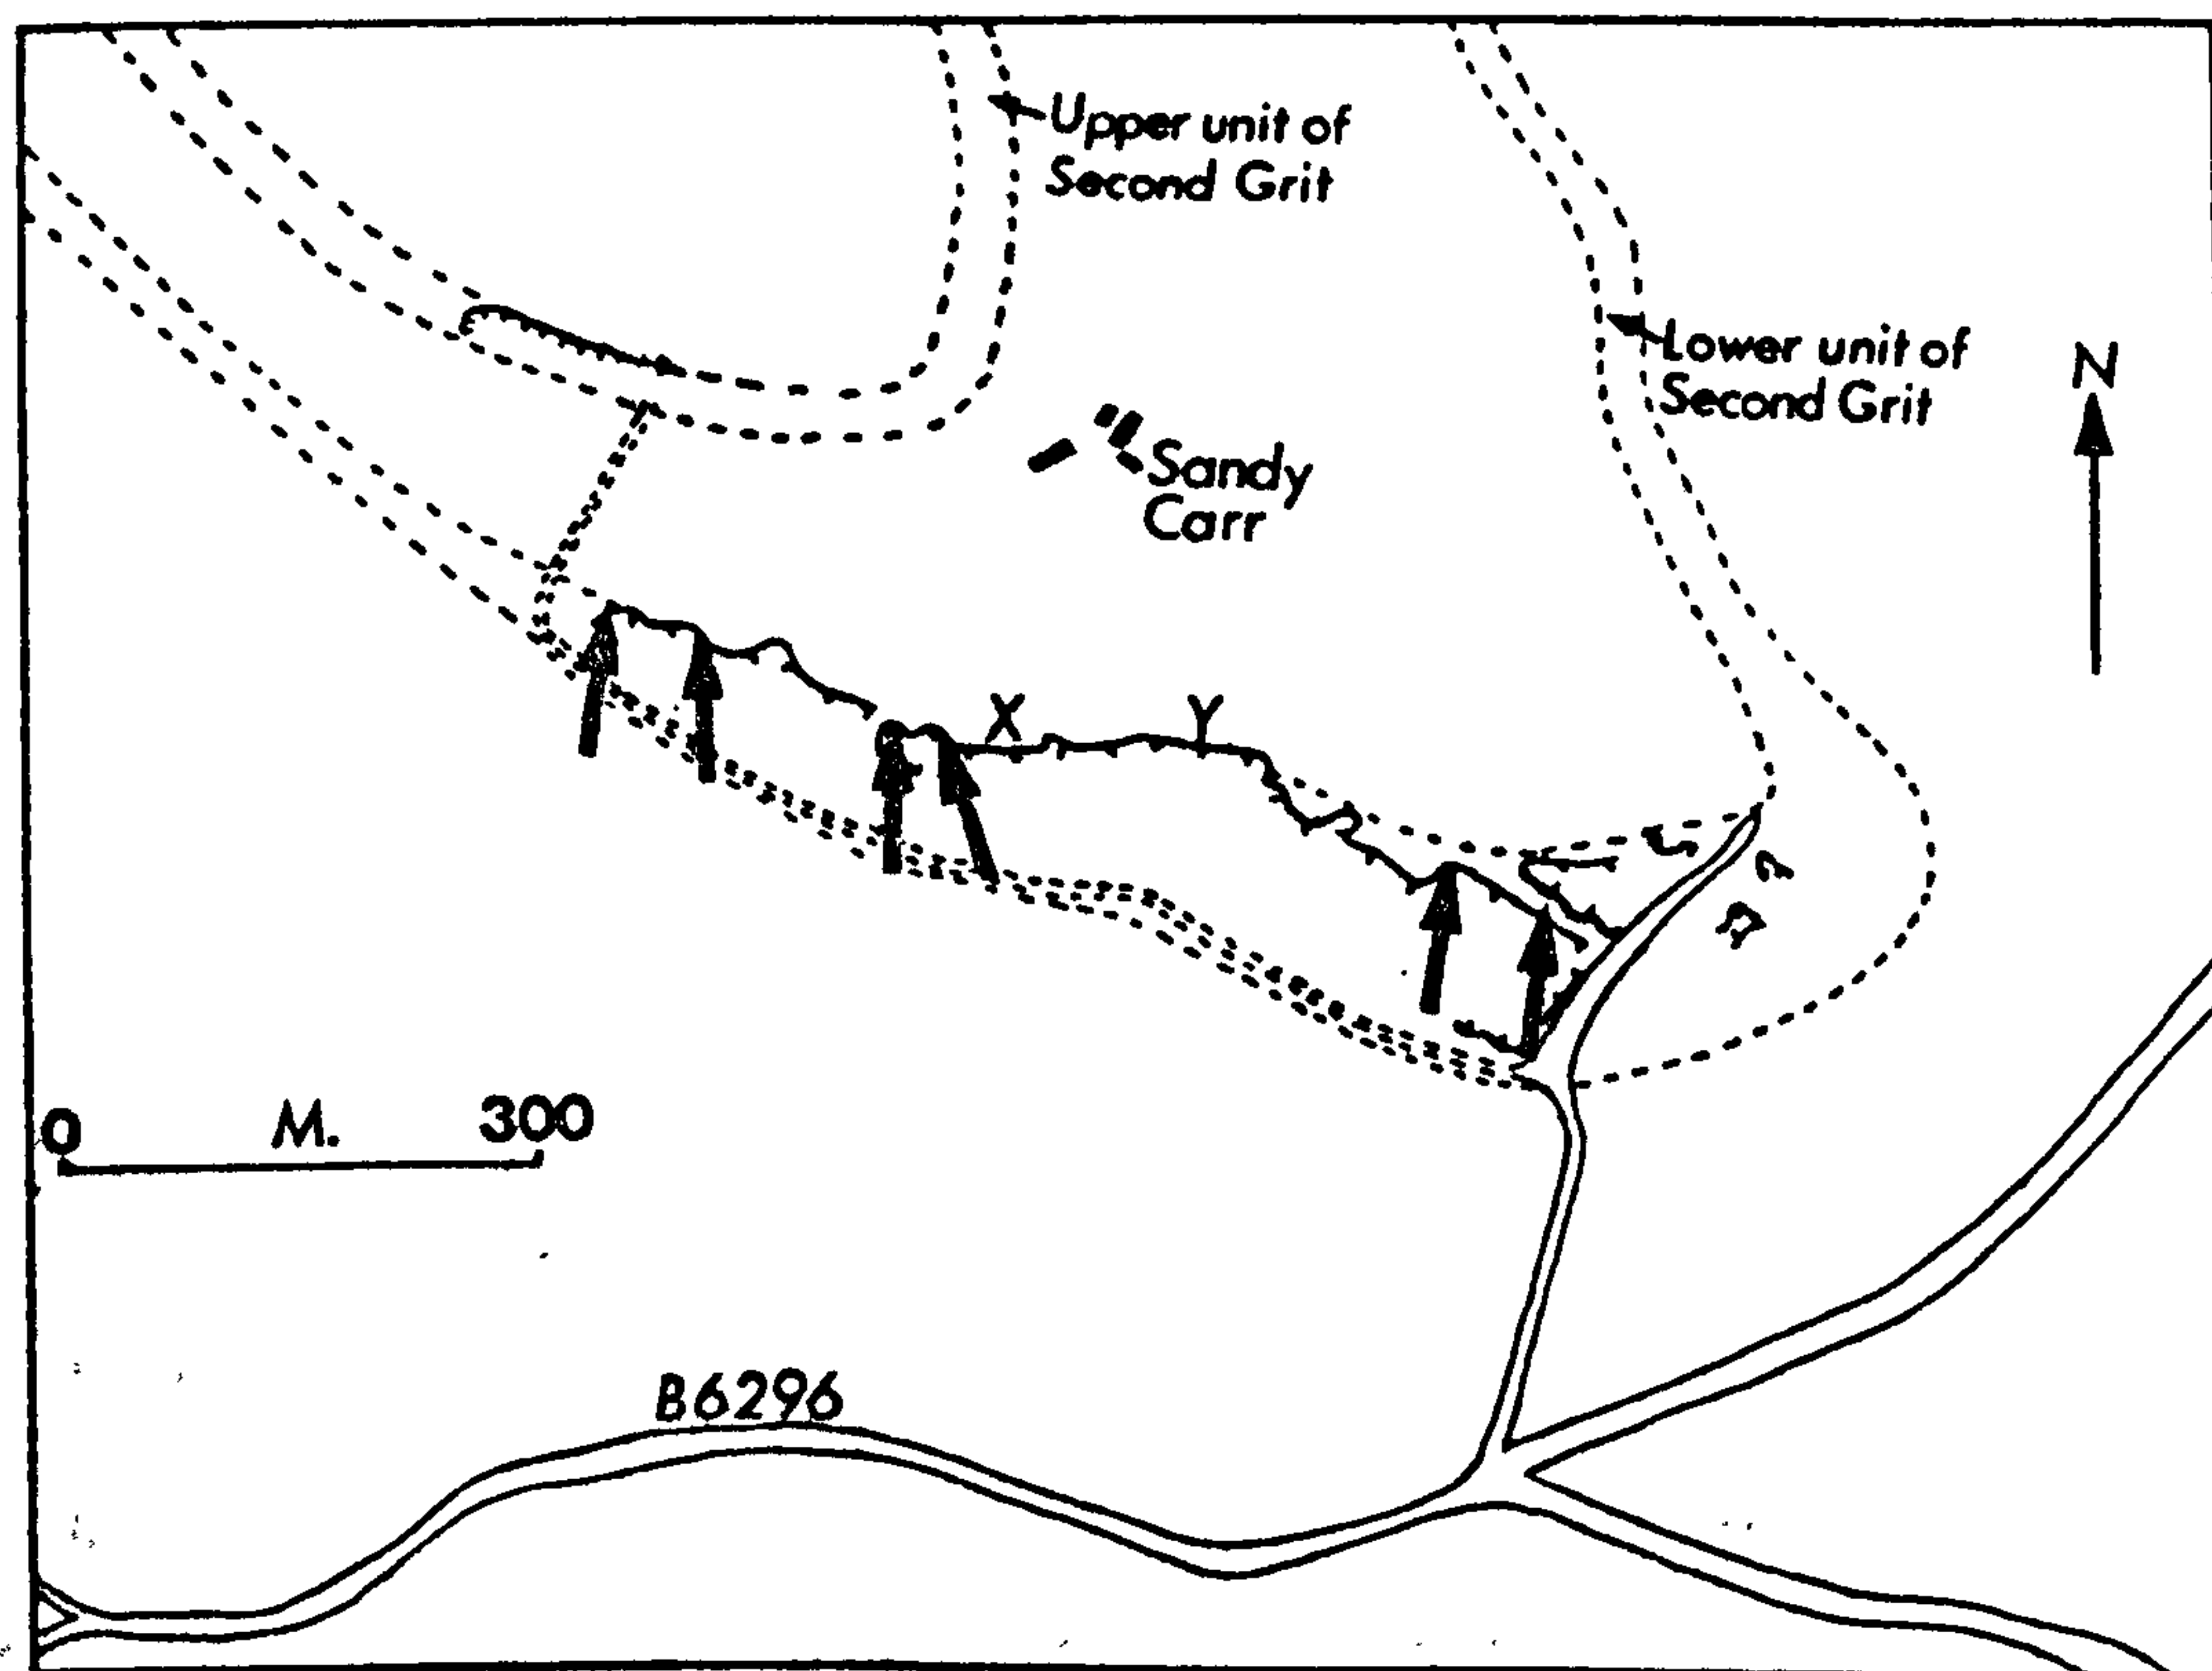 Upper unit of
Second Grit
Lower unit of
Second Grit
N
Sandy
Carr
X Y
0 M. 300
B6296